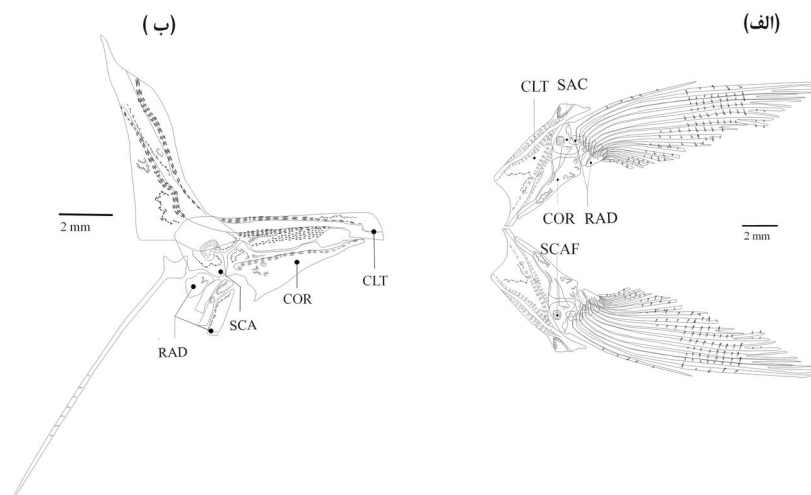 (الف)
CLT SAC
COR RAD
2 mm
SCAF
(ب )
2 mm
CLT
COR
SCA
RAD